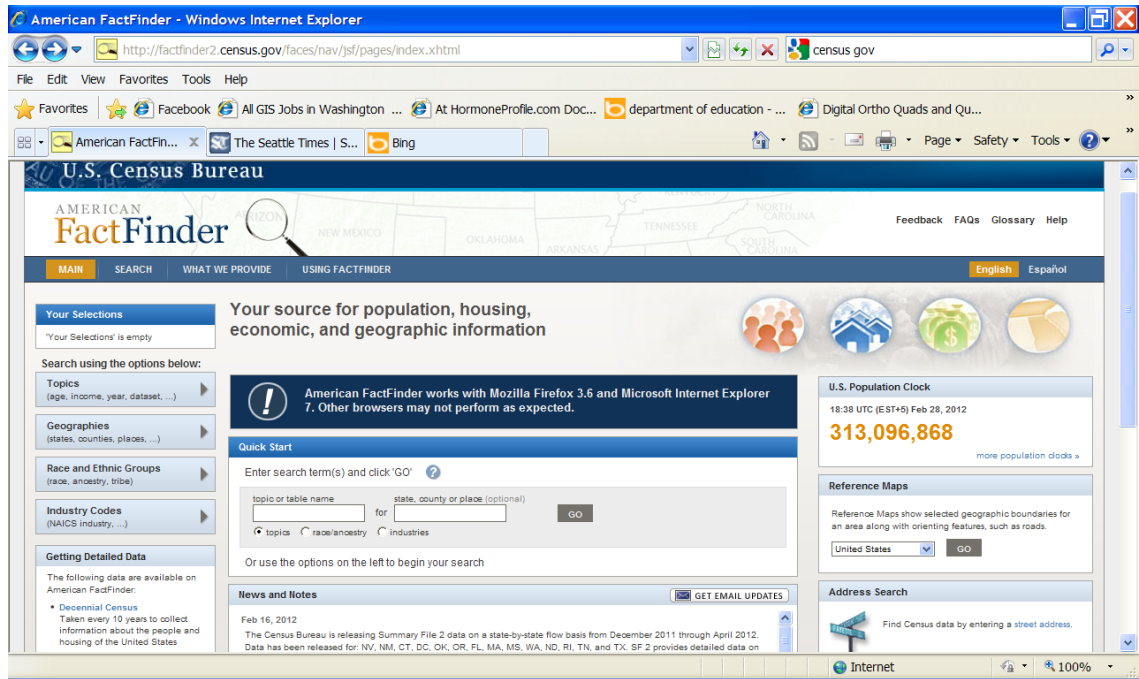 American FactFinder - Windows Internet Explorer
http://factfinder2.census.gov/faces/nav/jsf/pages/index.xhtml
census gov
File Edit View Favorites Tools Help
Favorites Facebook All GIS Jobs in Washington ... At HormoneProfile.com Doc... department of education - ... Digital Ortho Quads and Qu... »
American FactFin... X The Seattle Times | S... Bing Page Safety Tools »
U.S. Census Bureau
AMERICAN
FactFinder
ARIZON
NEW MEXICO
OKLAHOMA
ARKANSAS
TENNESSEE
NORTH
CAROLINA
SOUTH
CAROLINA
Feedback FAQs Glossary Help
MAIN SEARCH WHAT WE PROVIDE USING FACTFINDER English Español
Your Selections
'Your Selections' is empty
Search using the options below:
Topics
(age, income, year, dataset, ...)
Geographies
(states, counties, places, ...)
Race and Ethnic Groups
(race, ancestry, tribe)
Industry Codes
(NAICS industry, ...)
Getting Detailed Data
The following data are available on
American FactFinder:
• Decennial Census
Taken every 10 years to collect
information about the people and
housing of the United States
Your source for population, housing,
economic, and geographic information
American FactFinder works with Mozilla Firefox 3.6 and Microsoft Internet Explorer
7. Other browsers may not perform as expected.
Quick Start
Enter search term(s) and click 'GO' ?
topic or table name state, county or place (optional)
for GO
topics race/ancestry industries
Or use the options on the left to begin your search
News and Notes GET EMAIL UPDATES
Feb 16, 2012
The Census Bureau is releasing Summary File 2 data on a state-by-state flow basis from December 2011 through April 2012.
Data has been released for: NV, NM, CT, DC, OK, OR, FL, MA, MS, WA, ND, RI, TN, and TX. SF 2 provides detailed data on
U.S. Population Clock
18:38 UTC (EST+5) Feb 28, 2012
313,096,868
more population clocks »
Reference Maps
Reference Maps show selected geographic boundaries for
an area along with orienting features, such as roads.
United States GO
Address Search
Find Census data by entering a street address.
Internet 100%